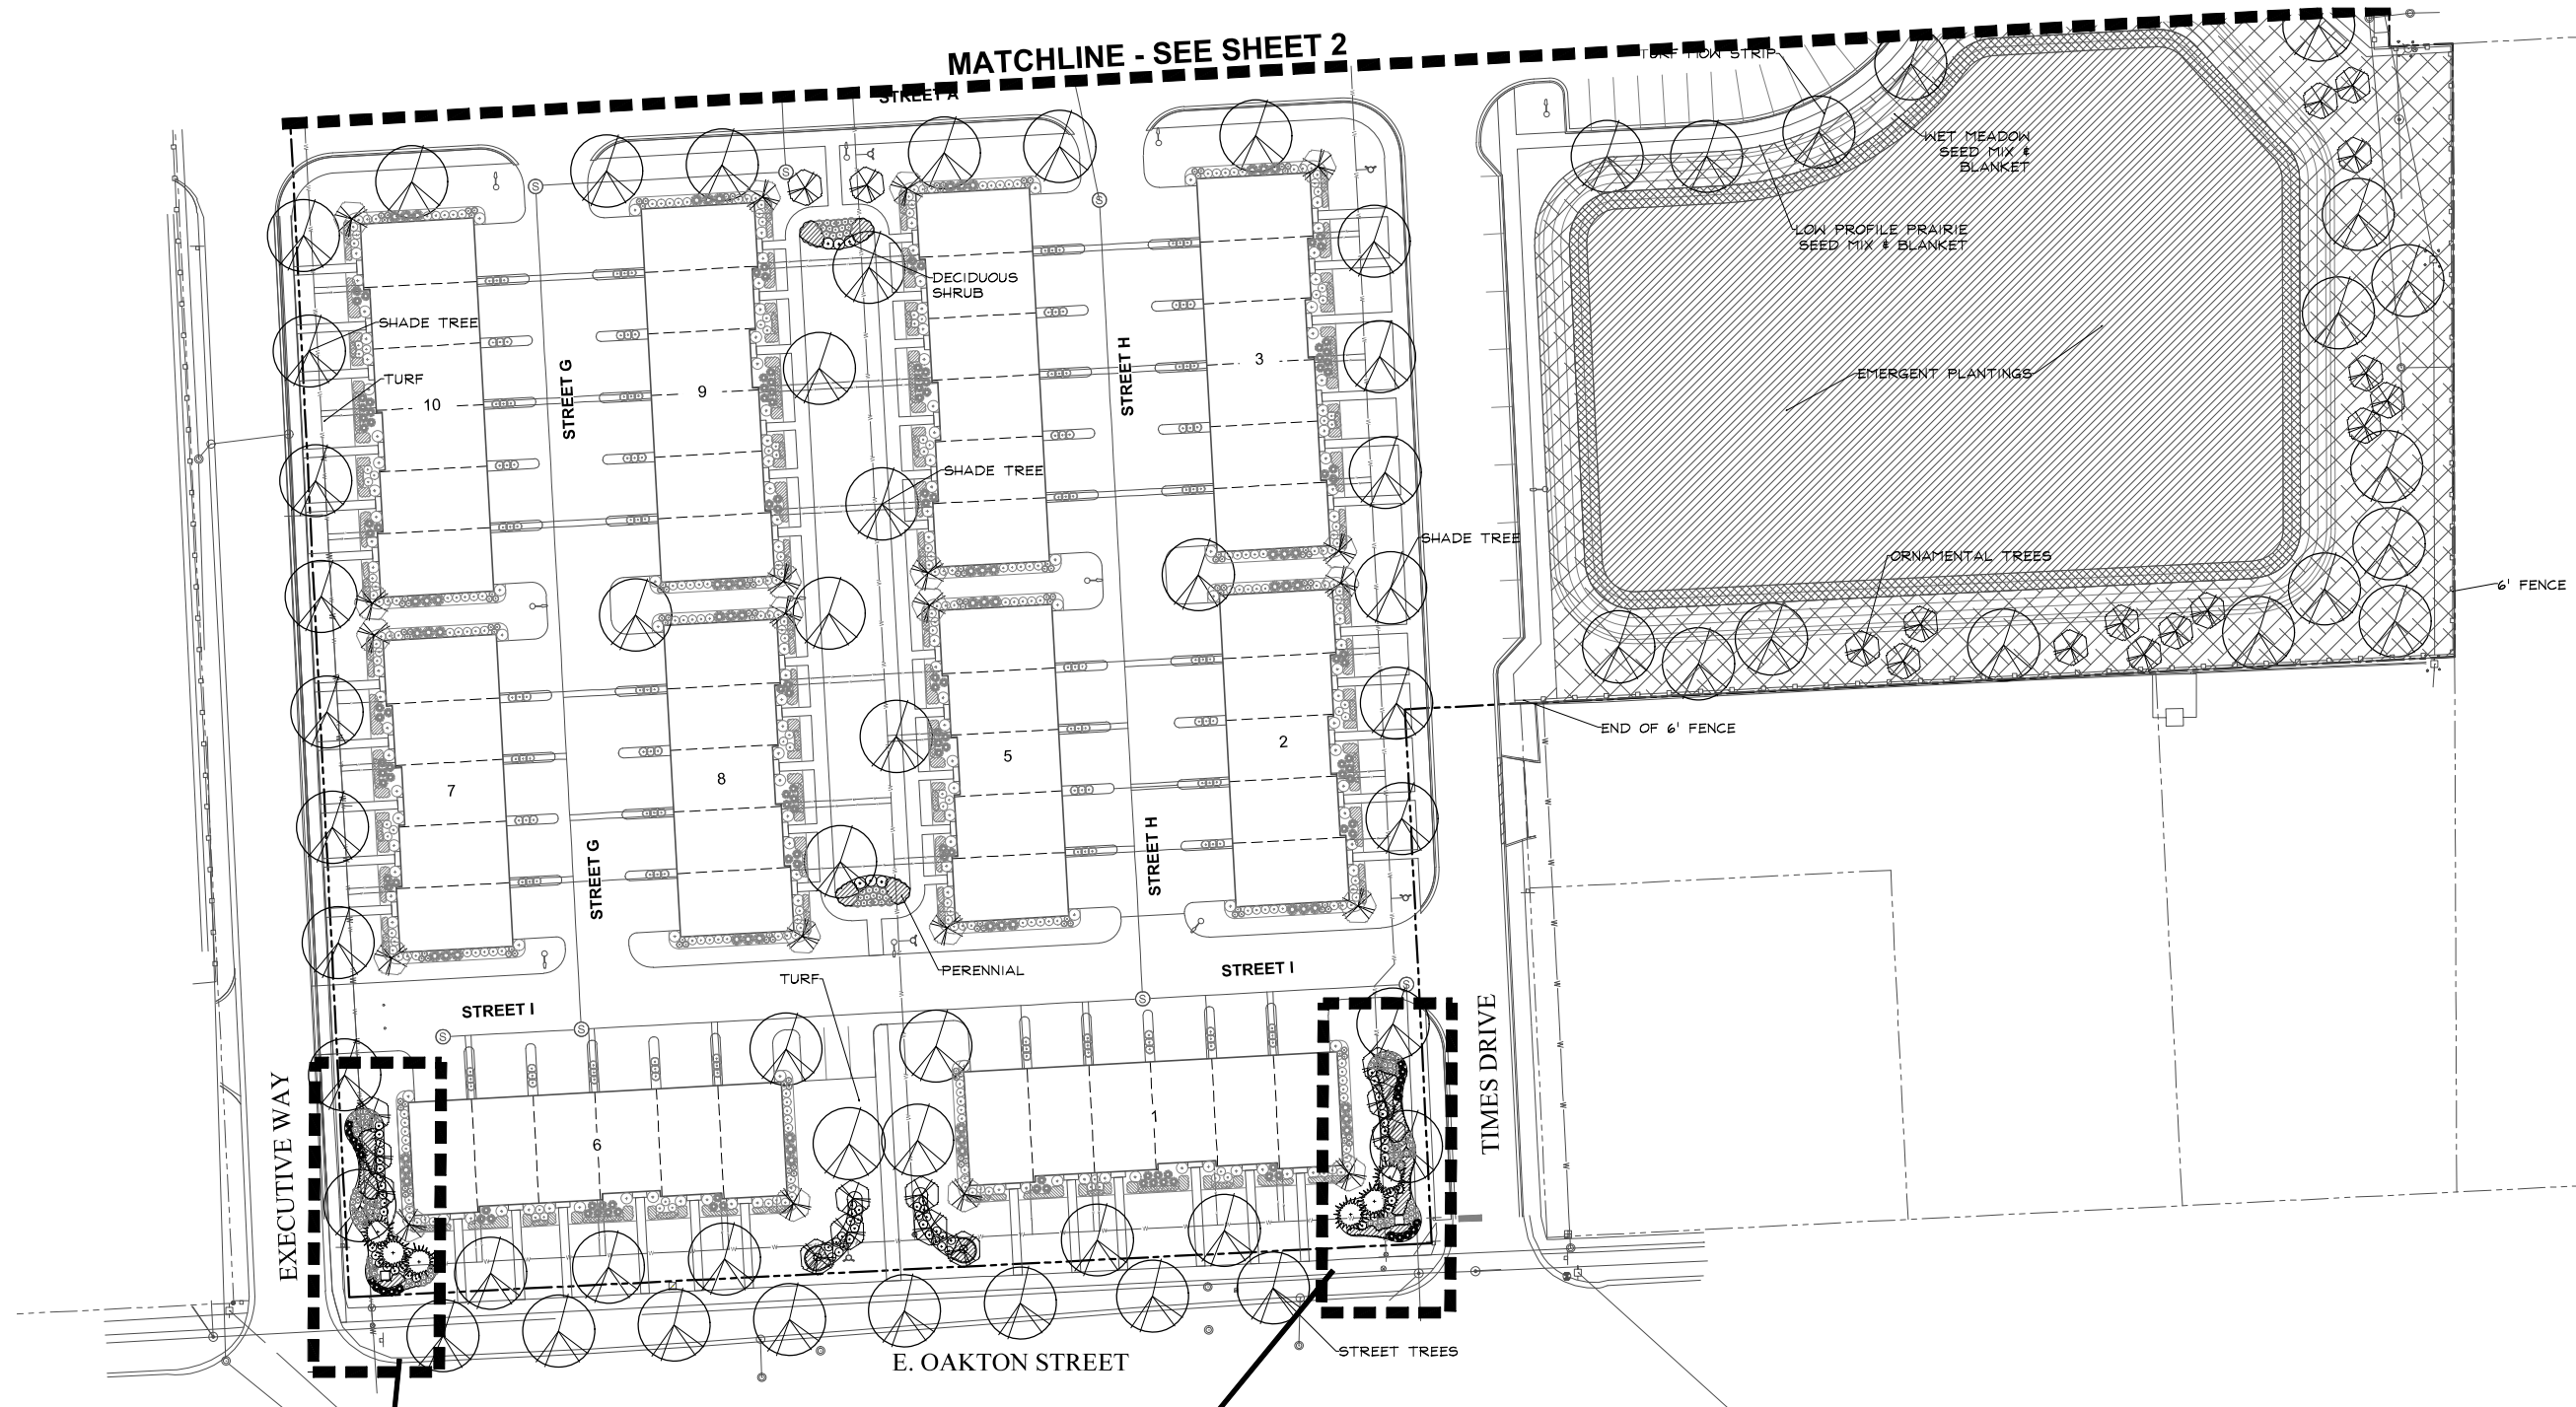 MATCHLINE - SEE SHEET 2
TURF MOW STRIP
STREET A
WET MEADOW
SEED MIX &
BLANKET
LOW PROFILE PRAIRIE
SEED MIX & BLANKET
DECIDUOUS
SHRUB
SHADE TREE
TURF
10
STREET G
9
STREET H
3
EMERGENT PLANTINGS
SHADE TREE
SHADE TREE
ORNAMENTAL TREES
6' FENCE
END OF 6' FENCE
7
8
5
2
STREET G
STREET H
PERENNIAL
TURF
STREET I
STREET I
EXECUTIVE WAY
TIMES DRIVE
6
1
E. OAKTON STREET
STREET TREES